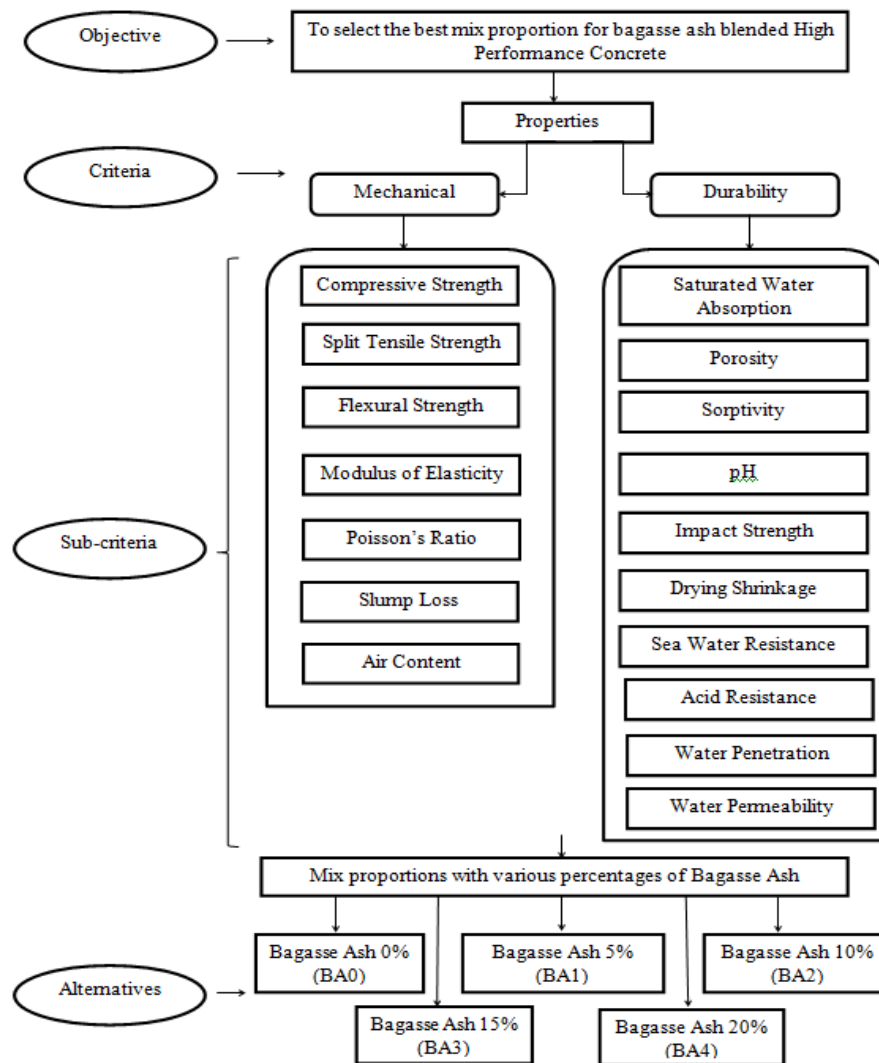 Objective
To select the best mix proportion for bagasse ash blended High
Performance Concrete
Properties
Criteria
Mechanical
Durability
Sub-criteria
Compressive Strength
Split Tensile Strength
Flexural Strength
Modulus of Elasticity
Poisson's Ratio
Slump Loss
Air Content
Saturated Water
Absorption
Porosity
Sorptivity
pH
Impact Strength
Drying Shrinkage
Sea Water Resistance
Acid Resistance
Water Penetration
Water Permeability
Mix proportions with various percentages of Bagasse Ash
Alternatives
Bagasse Ash 0%
(BA0)
Bagasse Ash 5%
(BA1)
Bagasse Ash 10%
(BA2)
Bagasse Ash 15%
(BA3)
Bagasse Ash 20%
(BA4)